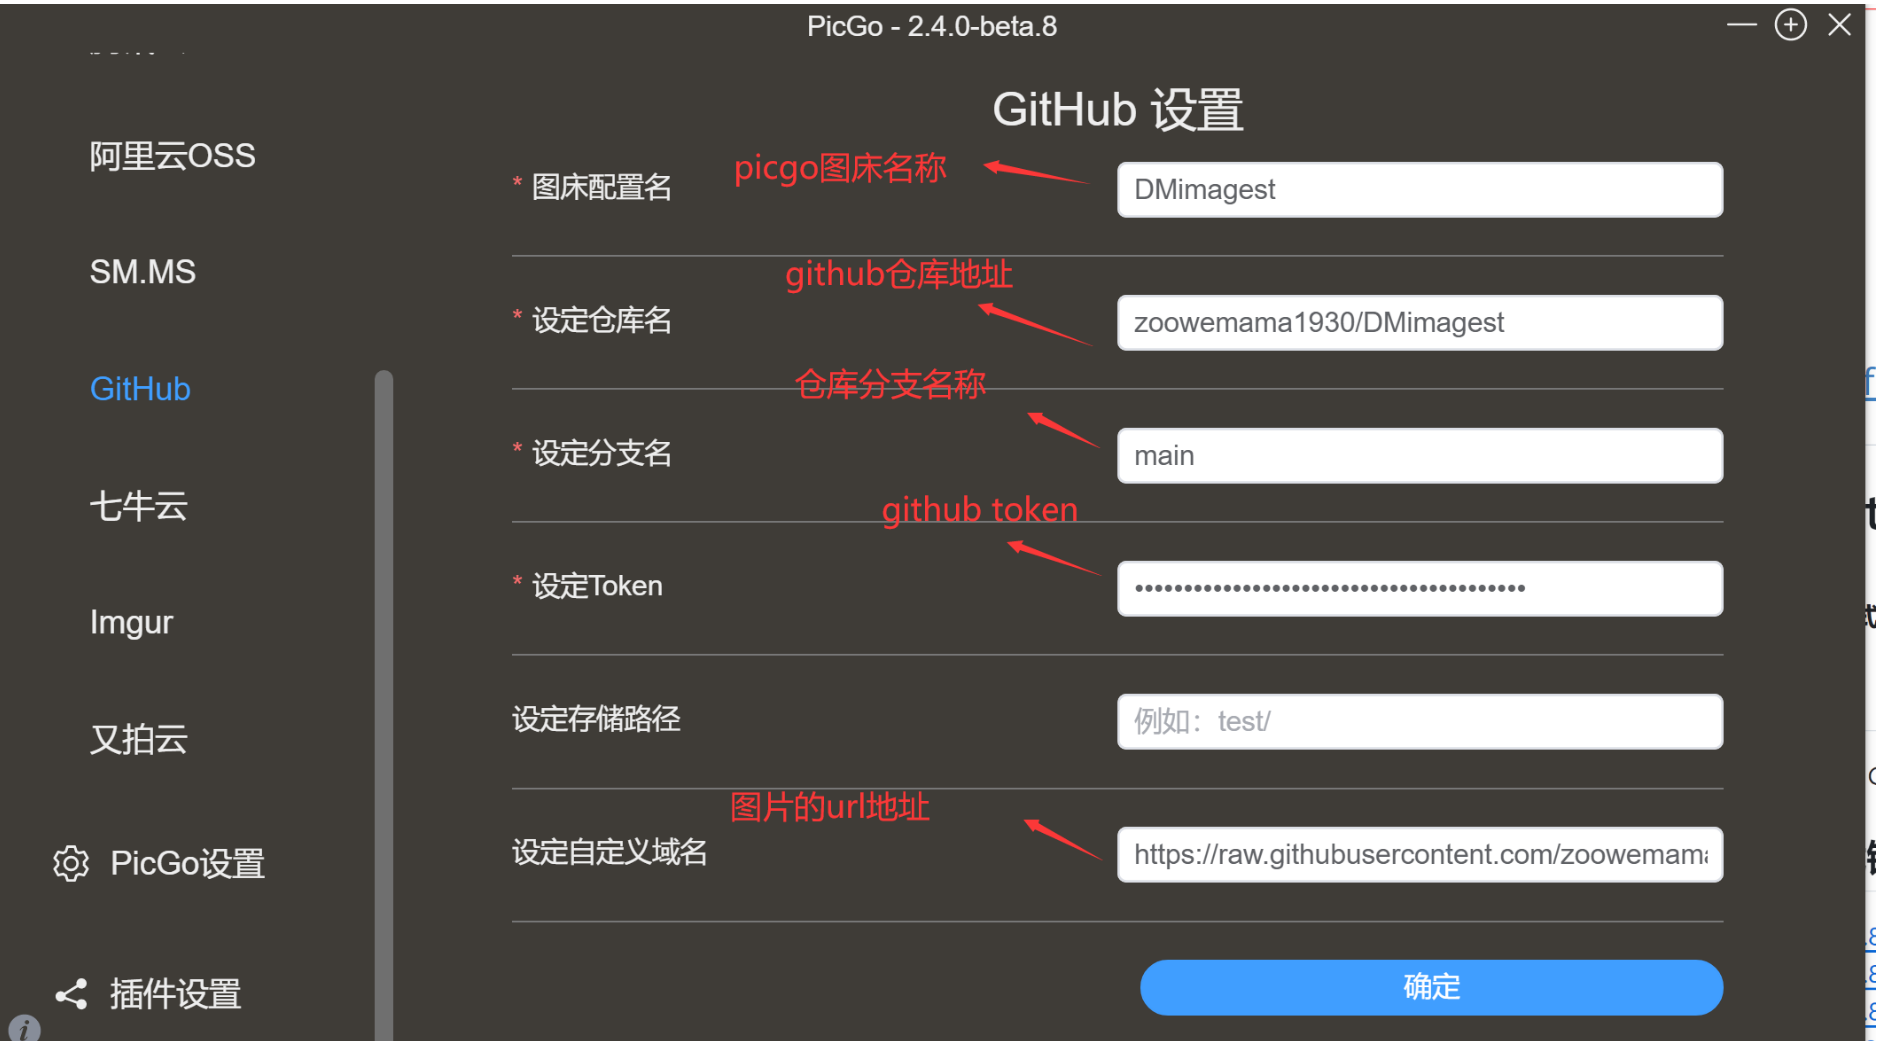 PicGo - 2.4.0-beta.8
阿里云OSS
SM.MS
GitHub
七牛云
Imgur
又拍云
PicGo设置
插件设置
GitHub 设置
* 图床配置名
picgo图床名称
DMimagest
github仓库地址
* 设定仓库名
zoowemama1930/DMimagest
仓库分支名称
* 设定分支名
main
github token
* 设定Token
••••••••••••••••••••••••••••••••••••••••
设定存储路径
例如：test/
图片的url地址
设定自定义域名
https://raw.githubusercontent.com/zoowemama
确定